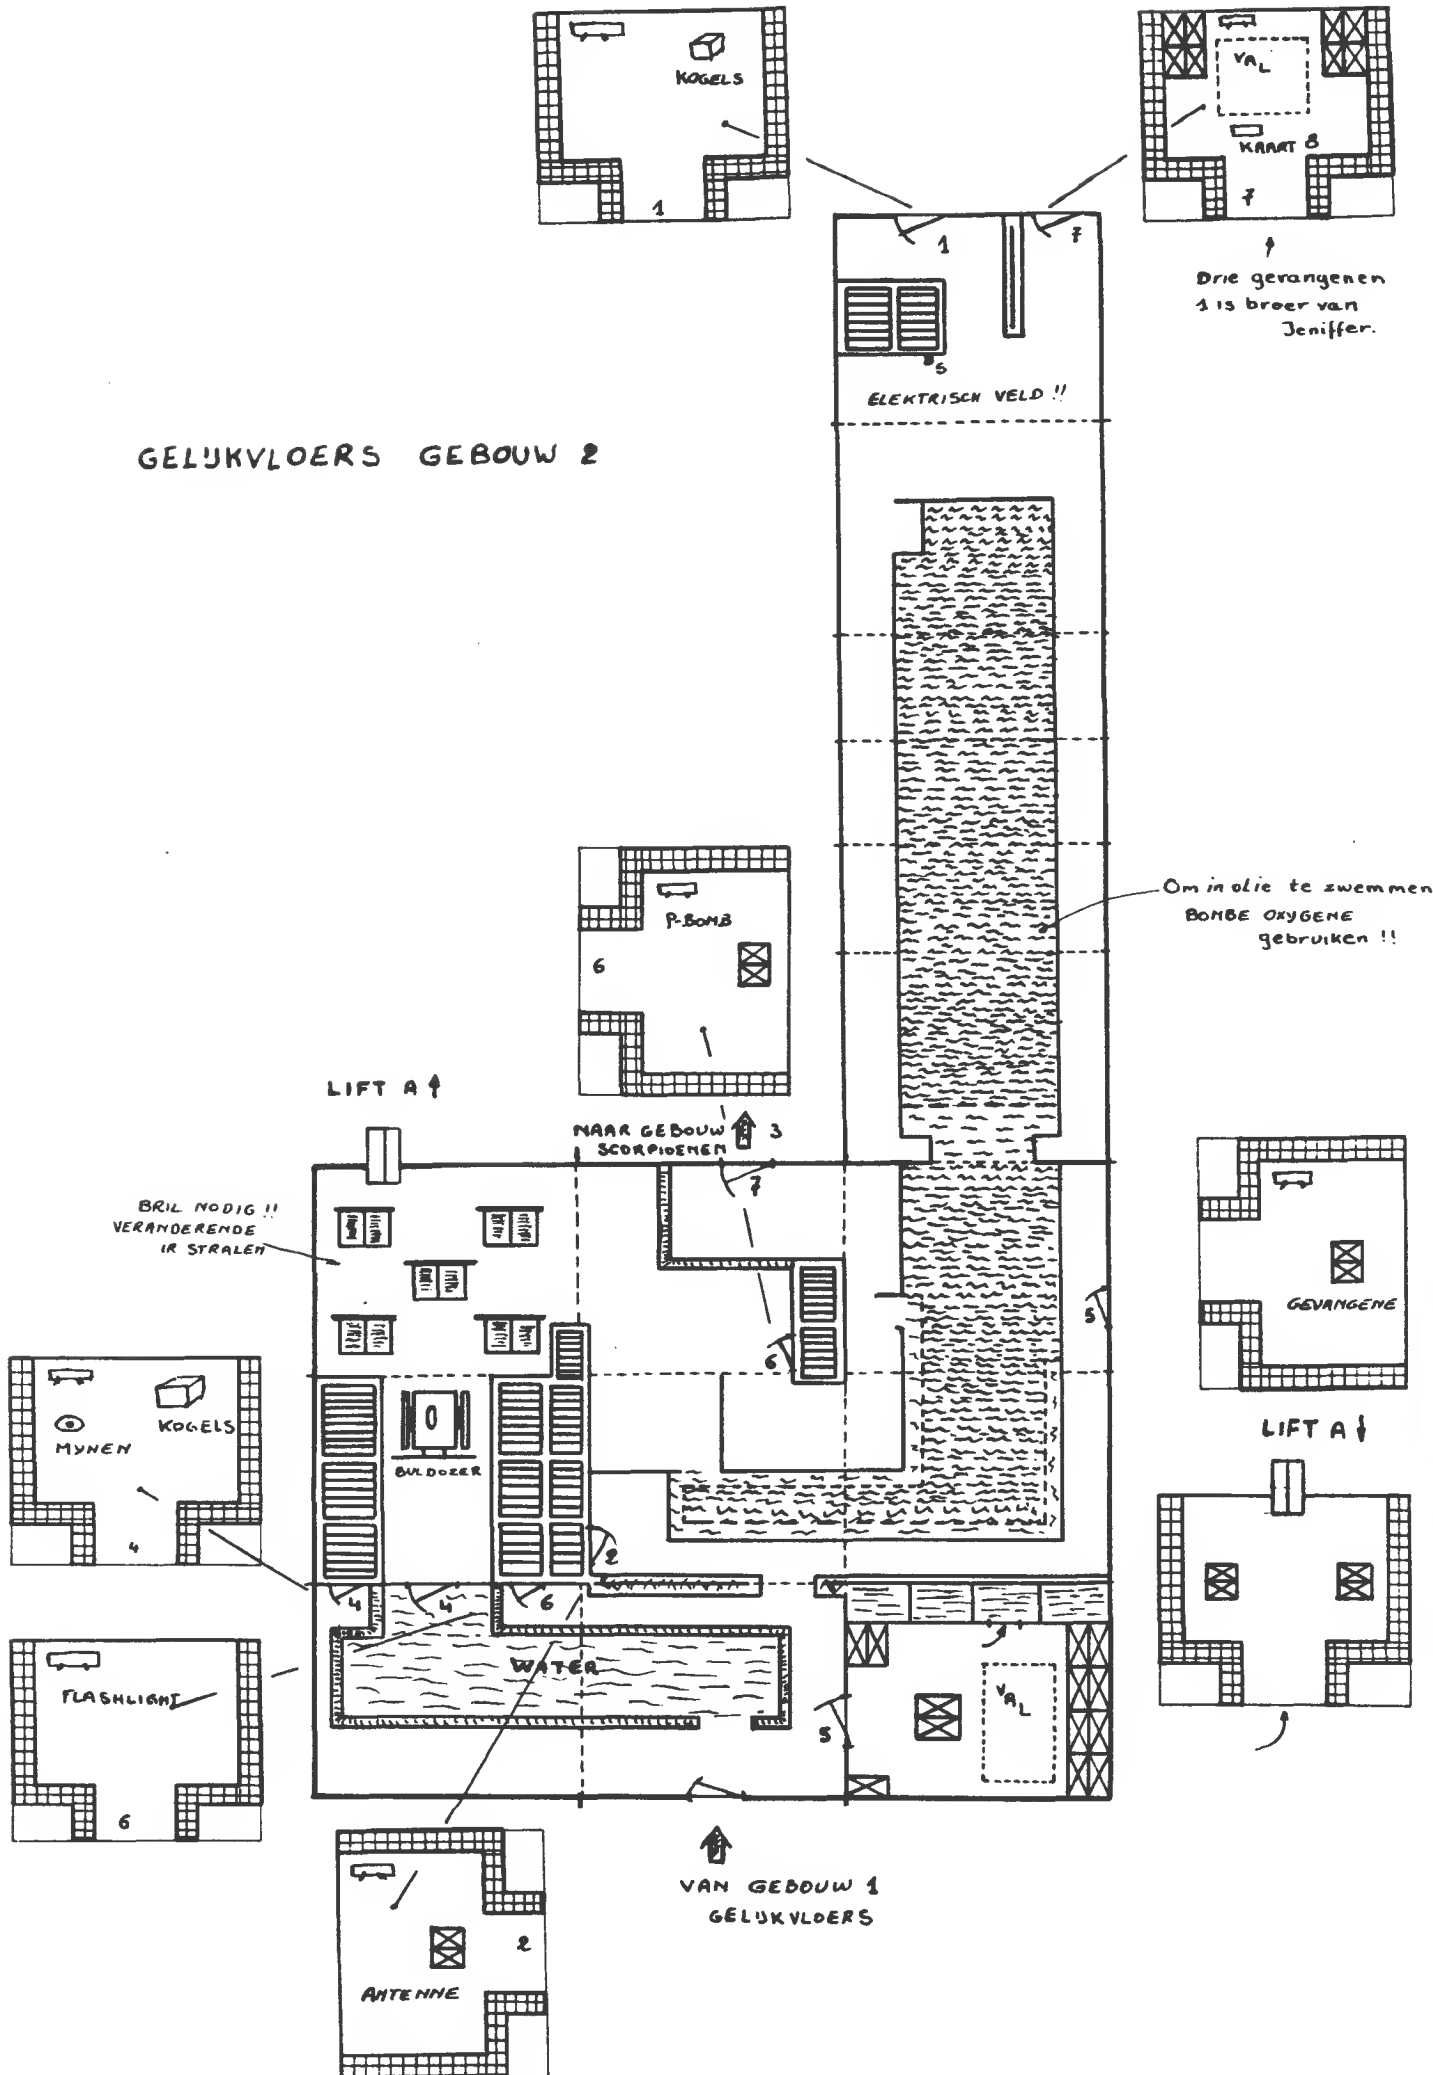 KOGELS
1
VAL
KAART 8
7
Drie gevangenen
1 is broer van
Jeniffer.
1
7
S
ELEKTRISCH VELD !!
GELIJKVLOERS GEBOUW 2
P-BOMB
6
Om in olie te zwemmen
BOMBE OXYGENE
gebruiken !!
LIFT A
NAAR GEBOUW 3
SCORPIOENEN
7
BRIL NODIG !!
VERANDERENDE
IR STRALEN
GEVANGENE
5
6
LIFT A
KOGELS
MYNEN
4
BULDOZER
2
4
4
6
WATER
FLASHLIGHT
6
5
VAL
VAN GEBOUW 1
GELIJKVLOERS
2
ANTENNE